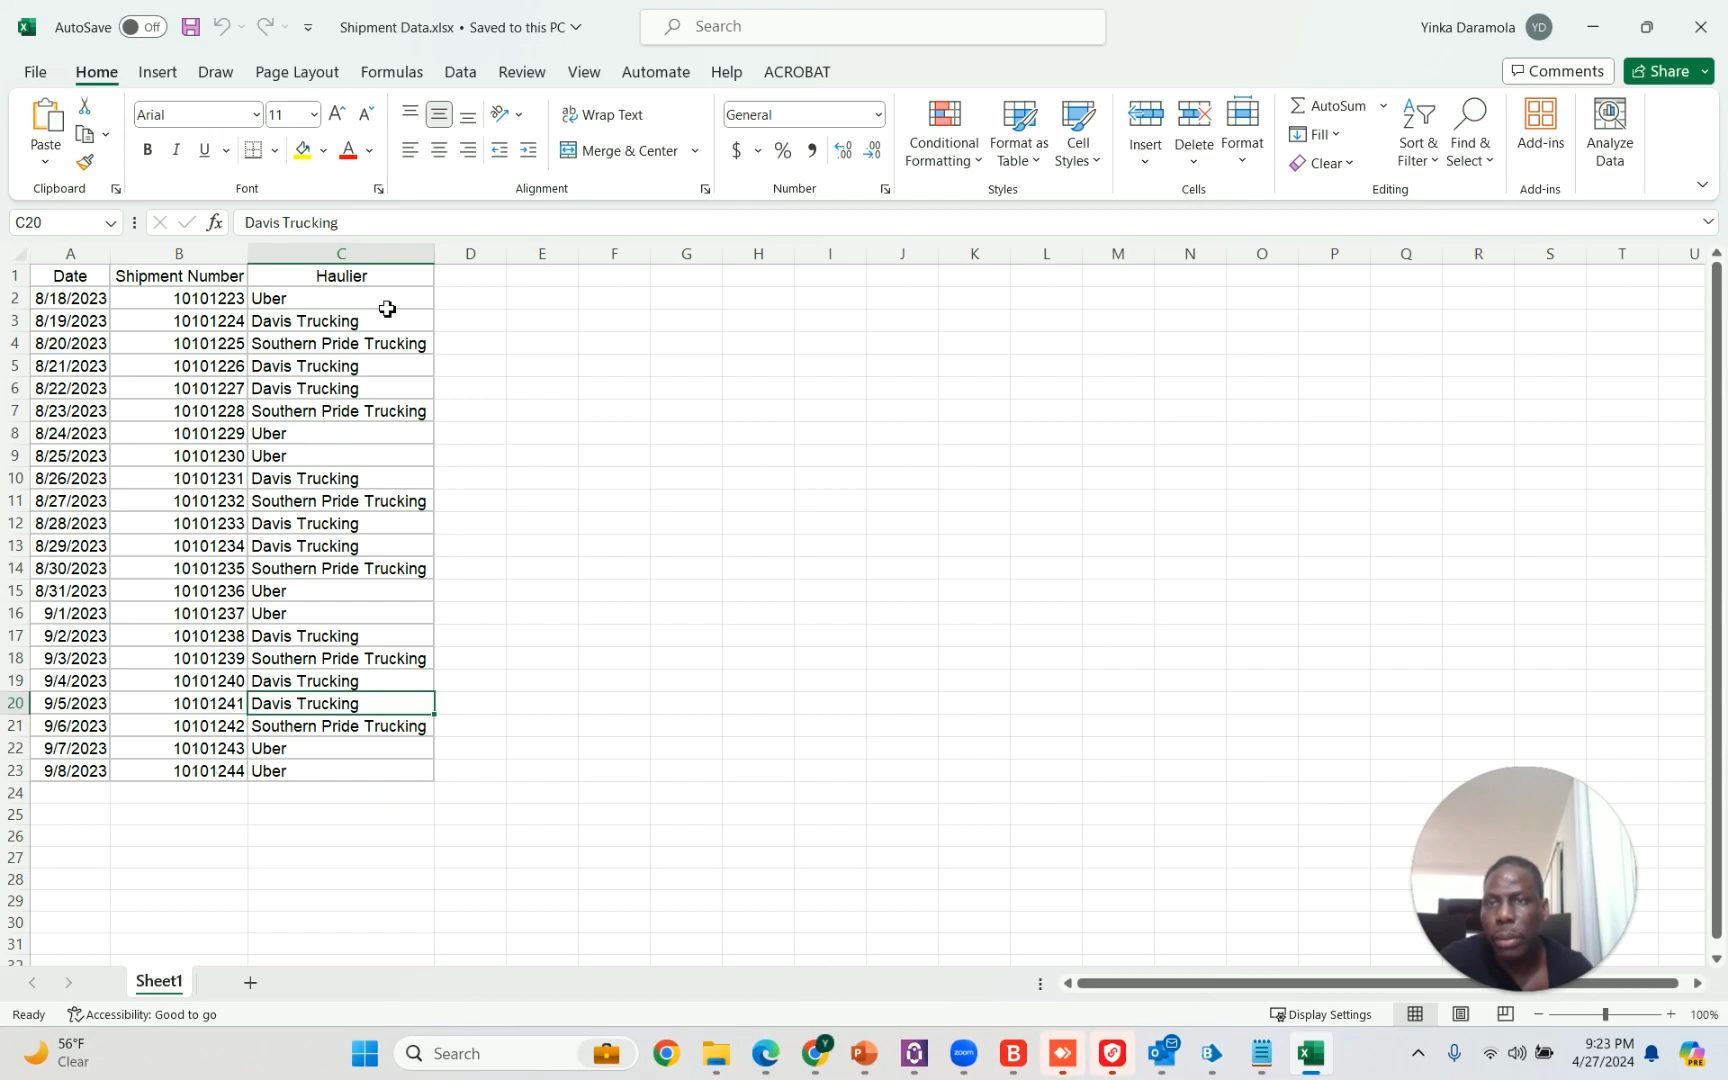 AutoSave Off Shipment Data.xlsx • Saved to this PC Search Yinka Daramola YD
File Home Insert Draw Page Layout Formulas Data Review View Automate Help ACROBAT Comments Share
Paste
Clipboard
Arial 11
B I U
Font
Wrap Text
Merge & Center
Alignment
General
$ % 9
Number
Conditional Formatting
Format as Table
Cell Styles
Styles
Insert Delete Format
Cells
AutoSum
Fill
Clear
Sort & Filter
Find & Select
Editing
Add-ins
Add-ins
Analyze Data
C20 fx Davis Trucking
A B C D E F G H I J K L M N O P Q R S T U
1 Date Shipment Number Haulier
2 8/18/2023 10101223 Uber
3 8/19/2023 10101224 Davis Trucking
4 8/20/2023 10101225 Southern Pride Trucking
5 8/21/2023 10101226 Davis Trucking
6 8/22/2023 10101227 Davis Trucking
7 8/23/2023 10101228 Southern Pride Trucking
8 8/24/2023 10101229 Uber
9 8/25/2023 10101230 Uber
10 8/26/2023 10101231 Davis Trucking
11 8/27/2023 10101232 Southern Pride Trucking
12 8/28/2023 10101233 Davis Trucking
13 8/29/2023 10101234 Davis Trucking
14 8/30/2023 10101235 Southern Pride Trucking
15 8/31/2023 10101236 Uber
16 9/1/2023 10101237 Uber
17 9/2/2023 10101238 Davis Trucking
18 9/3/2023 10101239 Southern Pride Trucking
19 9/4/2023 10101240 Davis Trucking
20 9/5/2023 10101241 Davis Trucking
21 9/6/2023 10101242 Southern Pride Trucking
22 9/7/2023 10101243 Uber
23 9/8/2023 10101244 Uber
24
25
26
27
28
29
30
31
32
Sheet1
Ready Accessibility: Good to go Display Settings 100%
56°F
Clear
Search
zoom
9:23 PM
4/27/2024
PRE